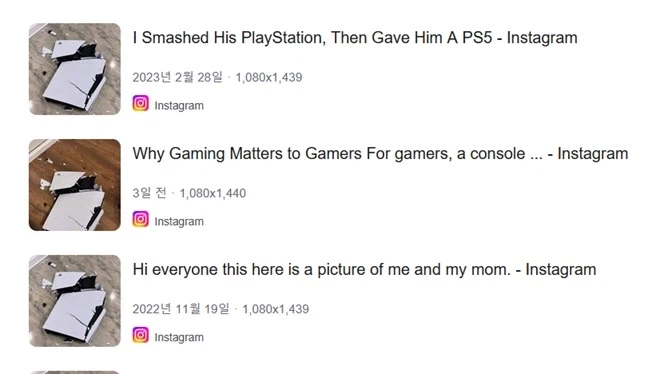 I Smashed His PlayStation, Then Gave Him A PS5 - Instagram
2023년 2월 28일 · 1,080x1,439
Instagram
Why Gaming Matters to Gamers For gamers, a console ... - Instagram
3일 전 · 1,080x1,440
Instagram
Hi everyone this here is a picture of me and my mom. - Instagram
2022년 11월 19일 · 1,080x1,439
Instagram